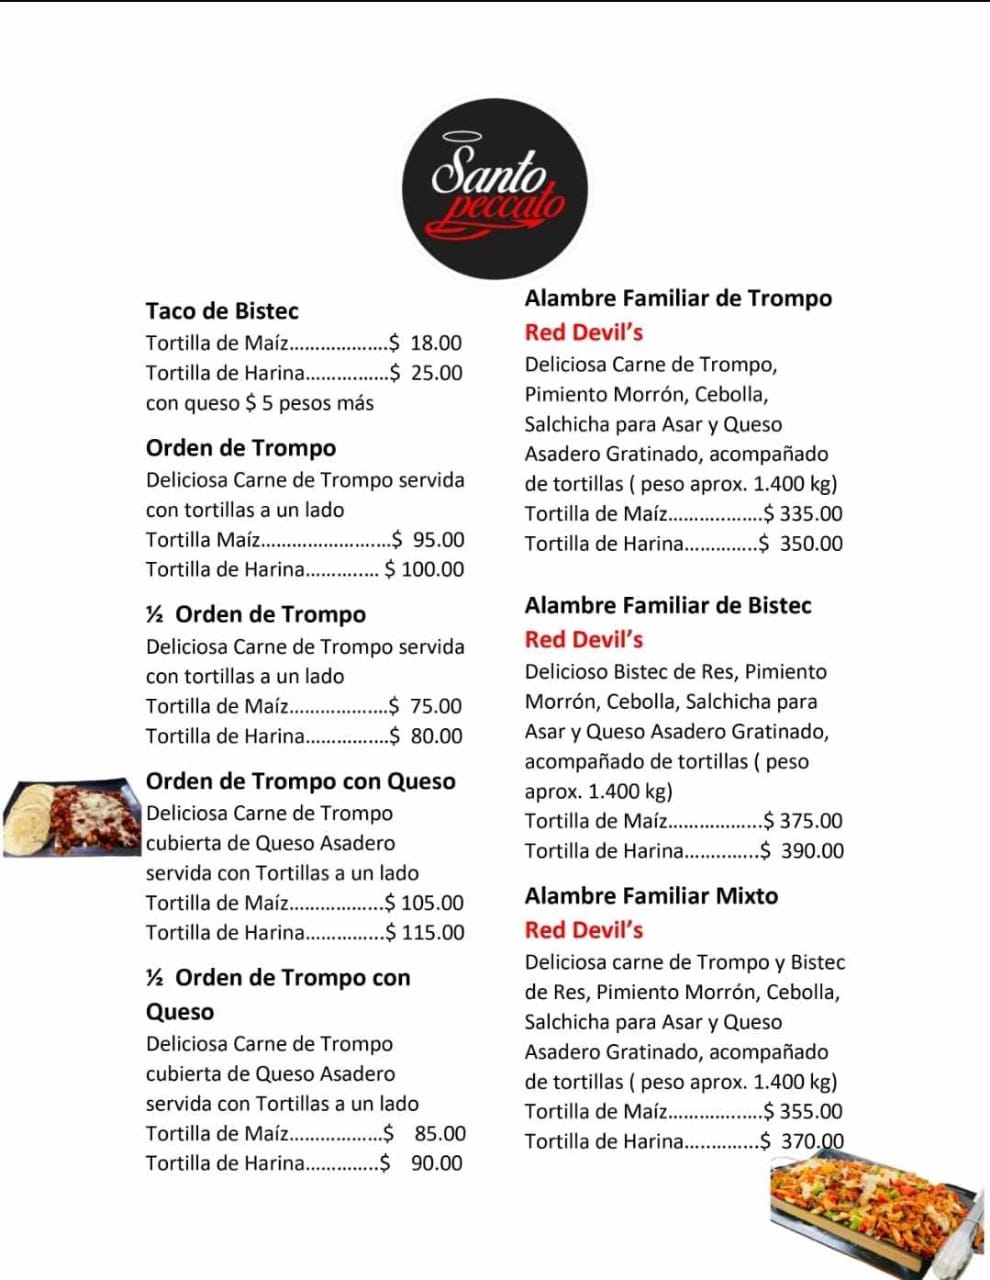 Santo
peccato
Taco de Bistec
Tortilla de Maíz...................$ 18.00
Tortilla de Harina................$ 25.00
con queso $ 5 pesos más
Orden de Trompo
Deliciosa Carne de Trompo servida
con tortillas a un lado
Tortilla Maíz.........................$ 95.00
Tortilla de Harina.............. $ 100.00
½ Orden de Trompo
Deliciosa Carne de Trompo servida
con tortillas a un lado
Tortilla de Maíz...................$ 75.00
Tortilla de Harina................$ 80.00
Orden de Trompo con Queso
Deliciosa Carne de Trompo
cubierta de Queso Asadero
servida con Tortillas a un lado
Tortilla de Maíz..................$ 105.00
Tortilla de Harina...............$ 115.00
½ Orden de Trompo con
Queso
Deliciosa Carne de Trompo
cubierta de Queso Asadero
servida con Tortillas a un lado
Tortilla de Maíz..................$ 85.00
Tortilla de Harina..............$ 90.00
Alambre Familiar de Trompo
Red Devil’s
Deliciosa Carne de Trompo,
Pimiento Morrón, Cebolla,
Salchicha para Asar y Queso
Asadero Gratinado, acompañado
de tortillas ( peso aprox. 1.400 kg)
Tortilla de Maíz..................$ 335.00
Tortilla de Harina..............$ 350.00
Alambre Familiar de Bistec
Red Devil’s
Delicioso Bistec de Res, Pimiento
Morrón, Cebolla, Salchicha para
Asar y Queso Asadero Gratinado,
acompañado de tortillas ( peso
aprox. 1.400 kg)
Tortilla de Maíz..................$ 375.00
Tortilla de Harina..............$ 390.00
Alambre Familiar Mixto
Red Devil’s
Deliciosa carne de Trompo y Bistec
de Res, Pimiento Morrón, Cebolla,
Salchicha para Asar y Queso
Asadero Gratinado, acompañado
de tortillas ( peso aprox. 1.400 kg)
Tortilla de Maíz..................$ 355.00
Tortilla de Harina..............$ 370.00